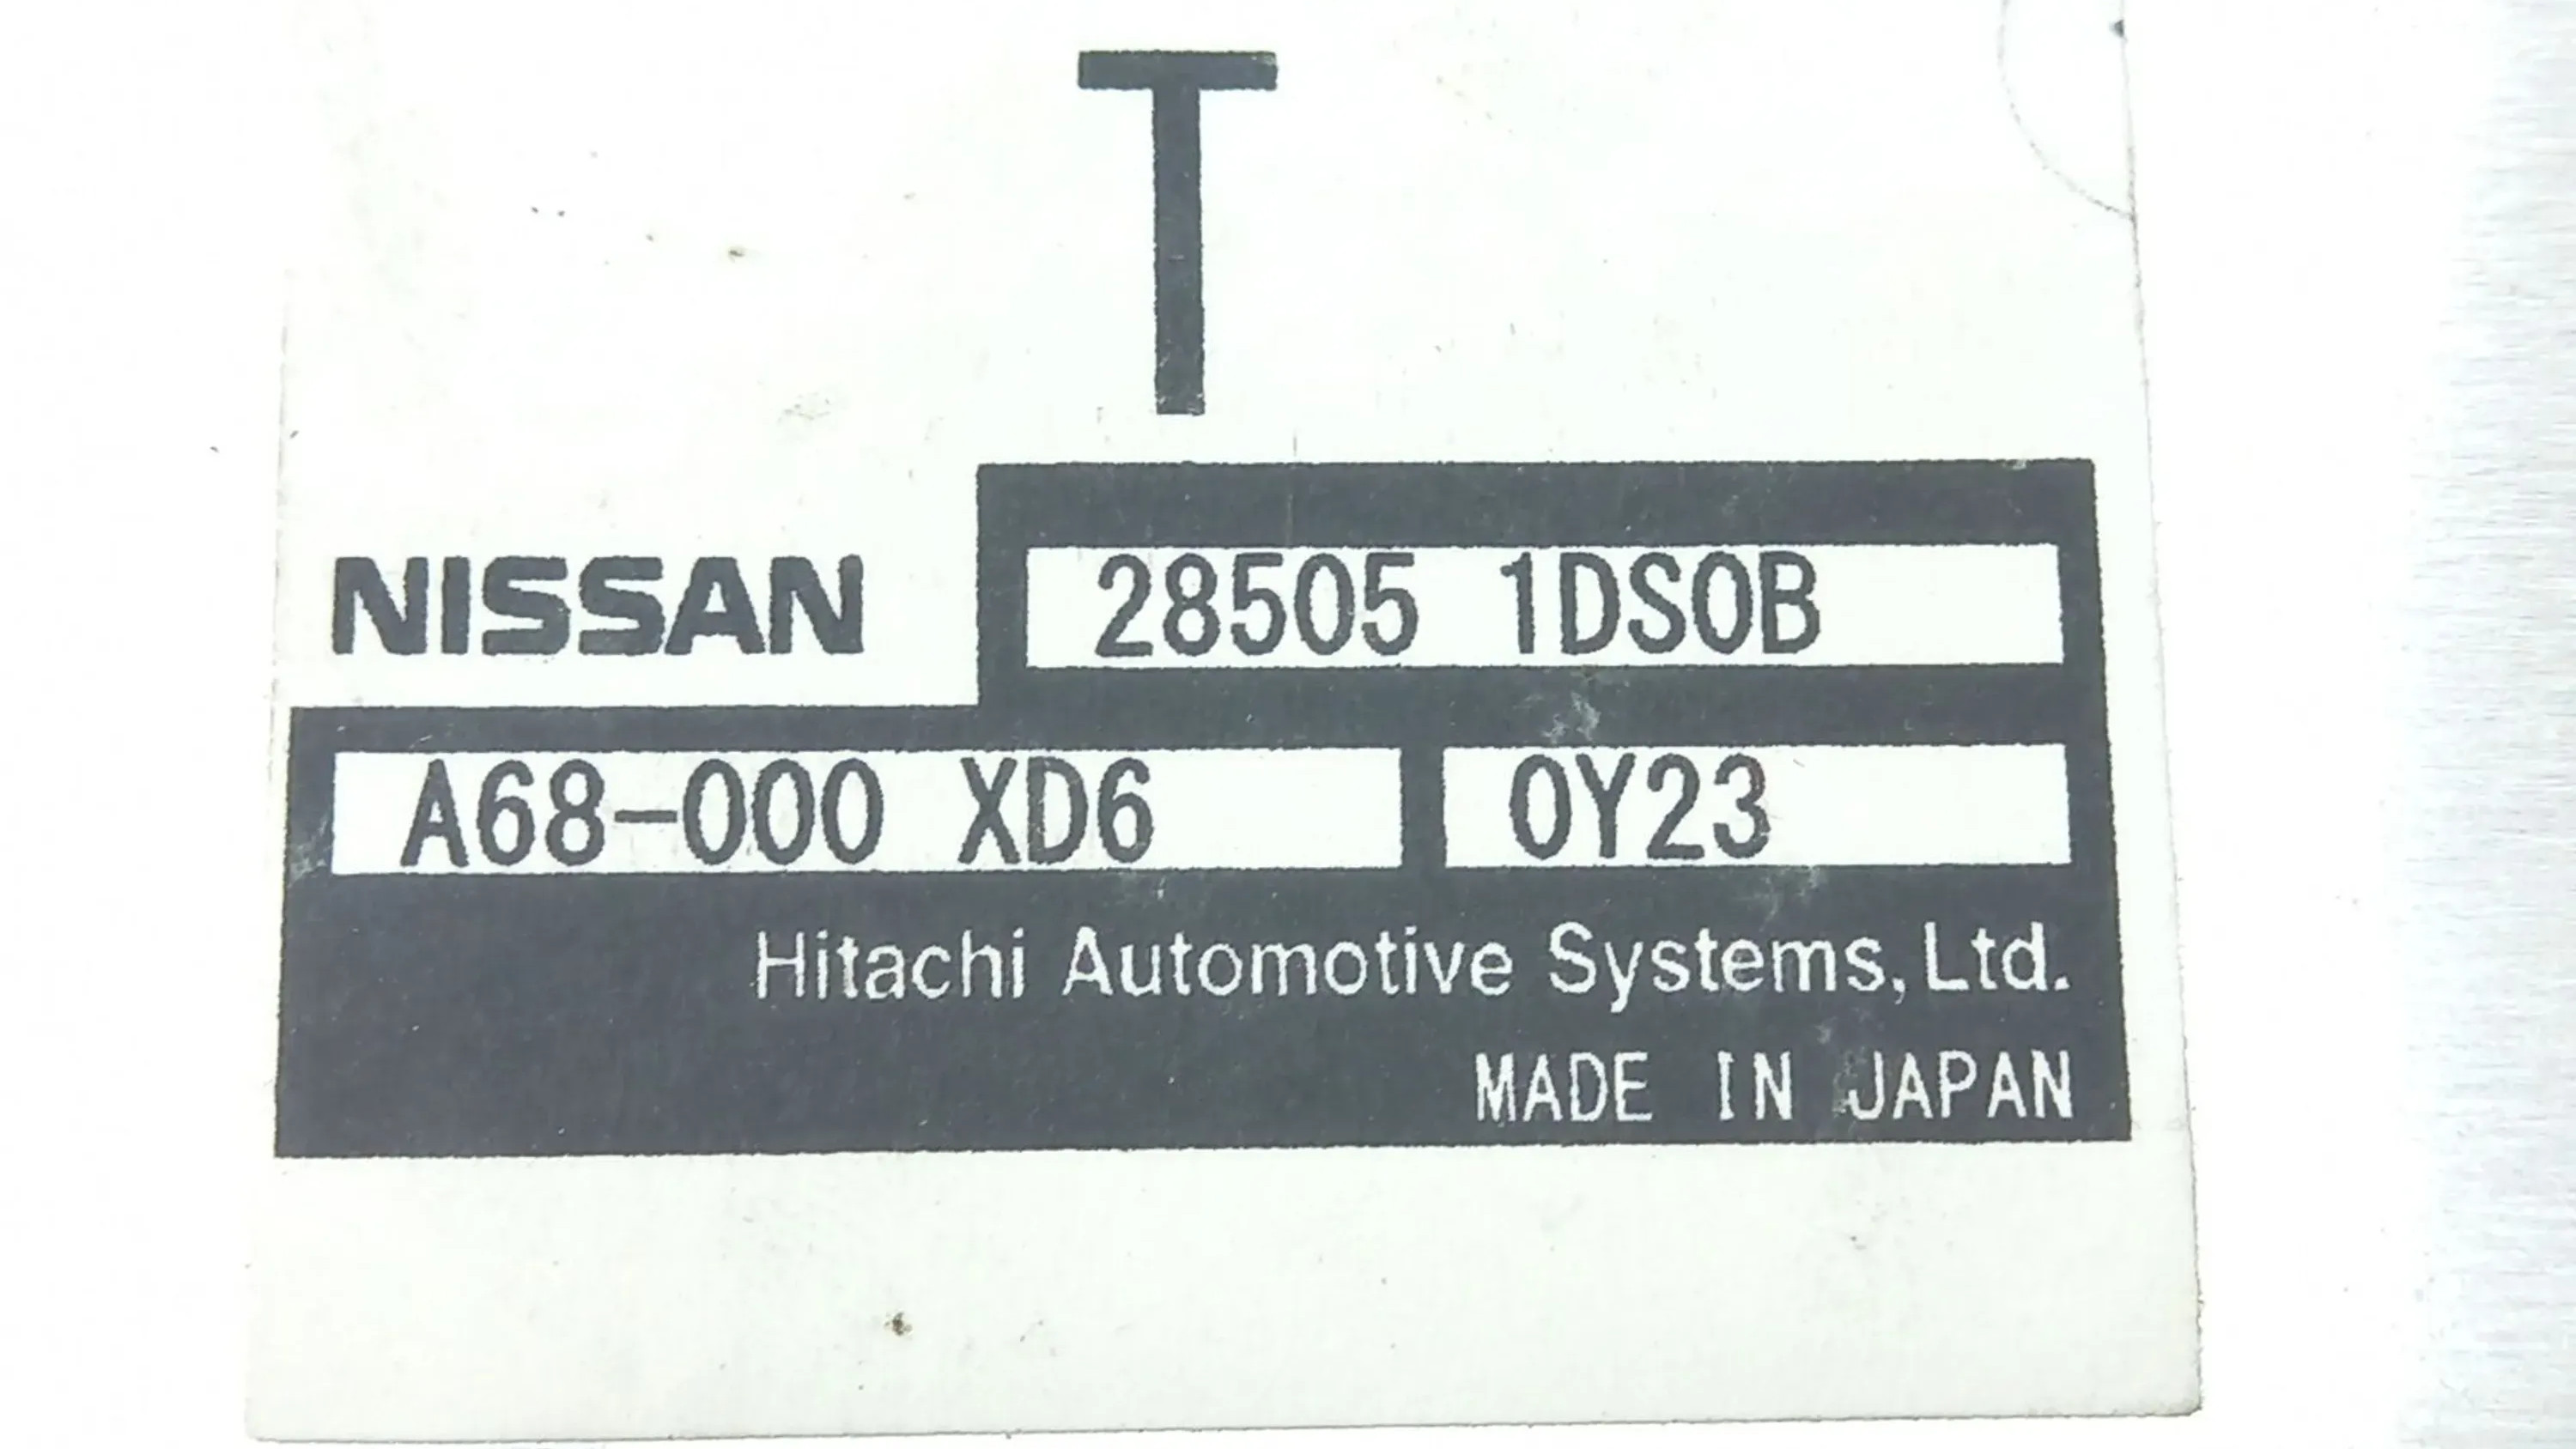 T
NISSAN 28505 1DS0B
A68-000 XD6 0Y23
Hitachi Automotive Systems, Ltd.
MADE IN JAPAN